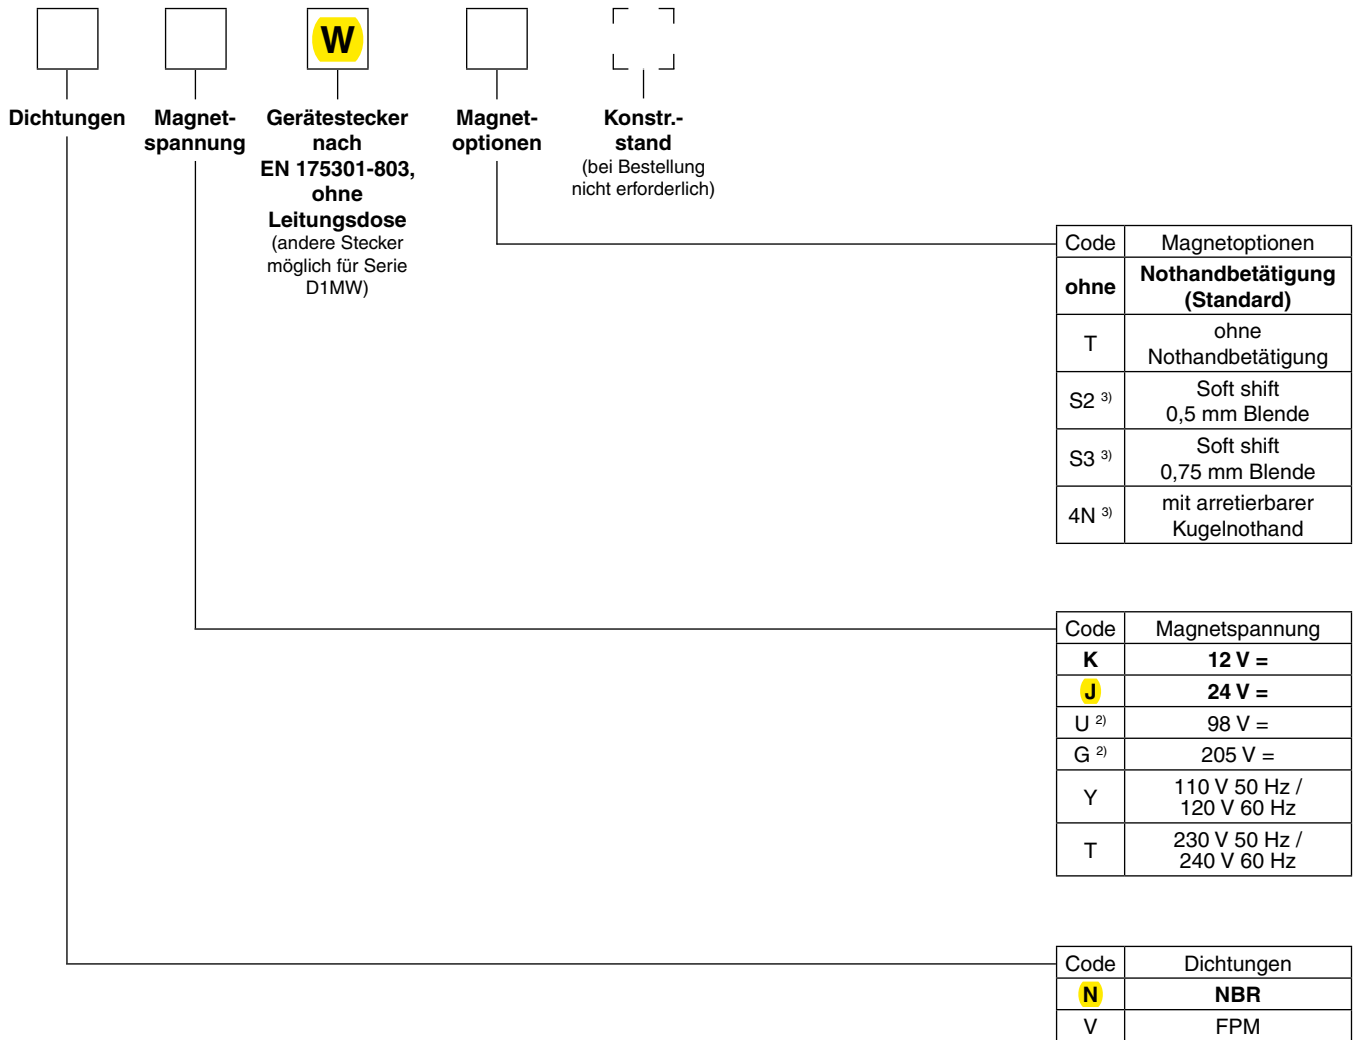 W
Dichtungen
Magnet-
spannung
Gerätestecker
nach
EN 175301-803,
ohne
Leitungsdose
(andere Stecker
möglich für Serie
D1MW)
Magnet-
optionen
Konstr.-
stand
(bei Bestellung
nicht erforderlich)
Code Magnetoptionen
ohne Nothandbetätigung
(Standard)
T ohne
Nothandbetätigung
S2 3) Soft shift
0,5 mm Blende
S3 3) Soft shift
0,75 mm Blende
4N 3) mit arretierbarer
Kugelnothand
Code Magnetspannung
K 12 V =
J 24 V =
U 2) 98 V =
G 2) 205 V =
Y 110 V 50 Hz /
120 V 60 Hz
T 230 V 50 Hz /
240 V 60 Hz
Code Dichtungen
N NBR
V FPM